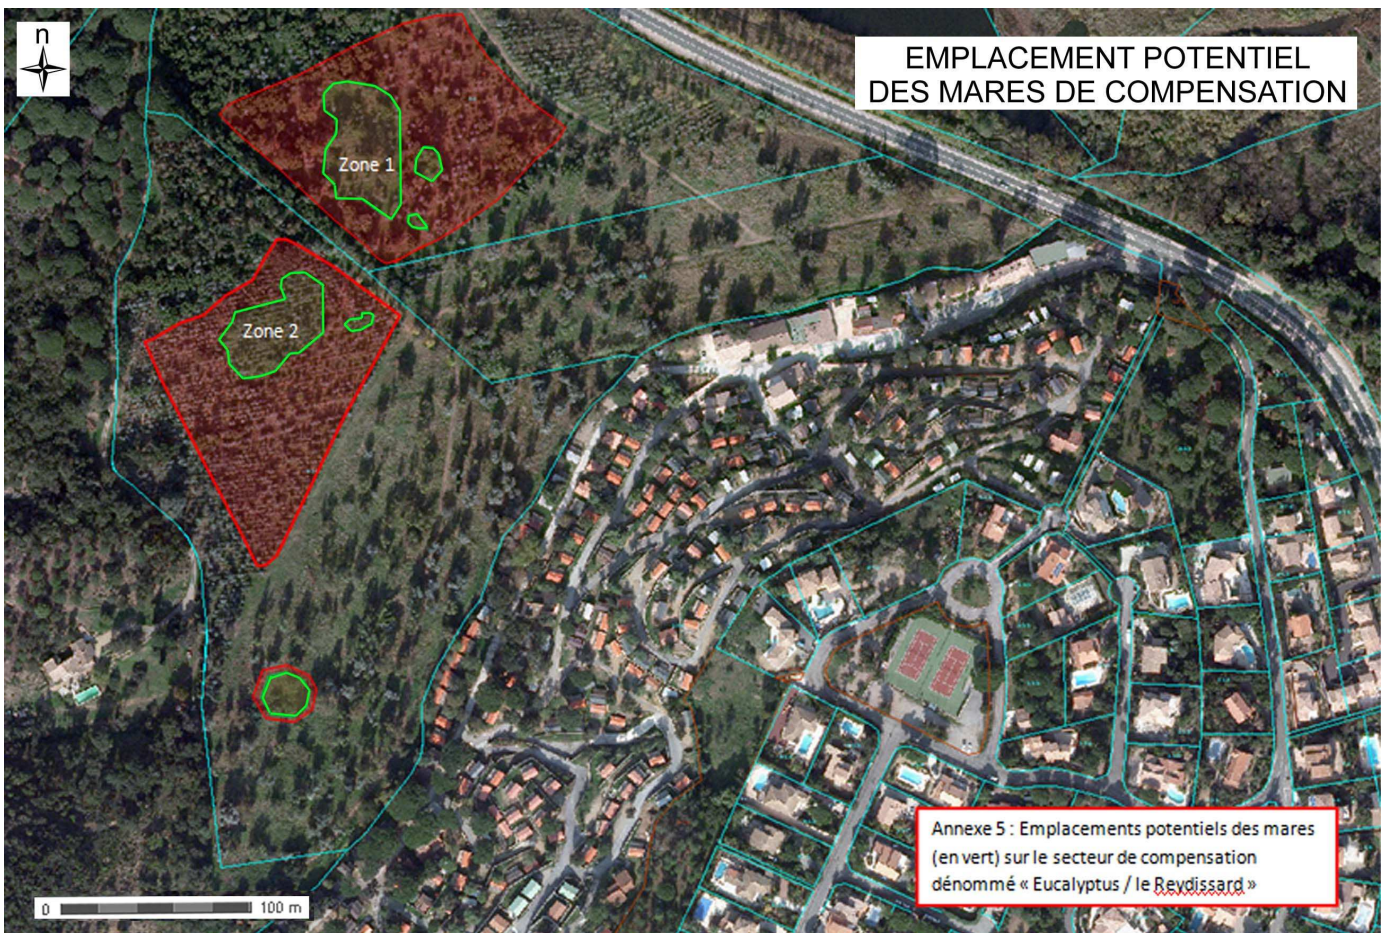 n
EMPLACEMENT POTENTIEL
DES MARES DE COMPENSATION
Zone 1
Zone 2
Annexe 5 : Emplacements potentiels des mares
(en vert) sur le secteur de compensation
dénommé « Eucalyptus / le Reydissard »
0 100 m